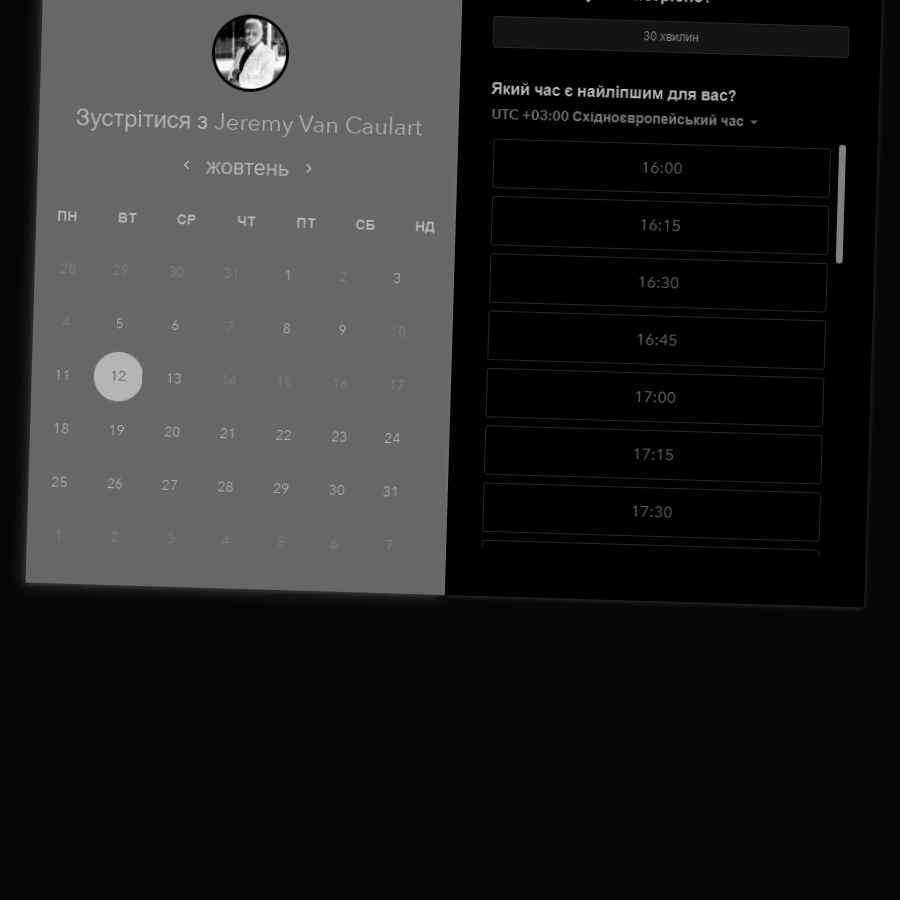 Зустрітися з Jeremy Van Caulart
жовтень
ПН ВТ СР ЧТ ПТ СБ НД
28 29 30 31 1 2 3
4 5 6 7 8 9 10
11 12 13 14 15 16 17
18 19 20 21 22 23 24
25 26 27 28 29 30 31
1 2 3 4 5 6 7
30 хвилин
Який час є найліпшим для вас?
UTC +03:00 Східноєвропейський час
16:00
16:15
16:30
16:45
17:00
17:15
17:30